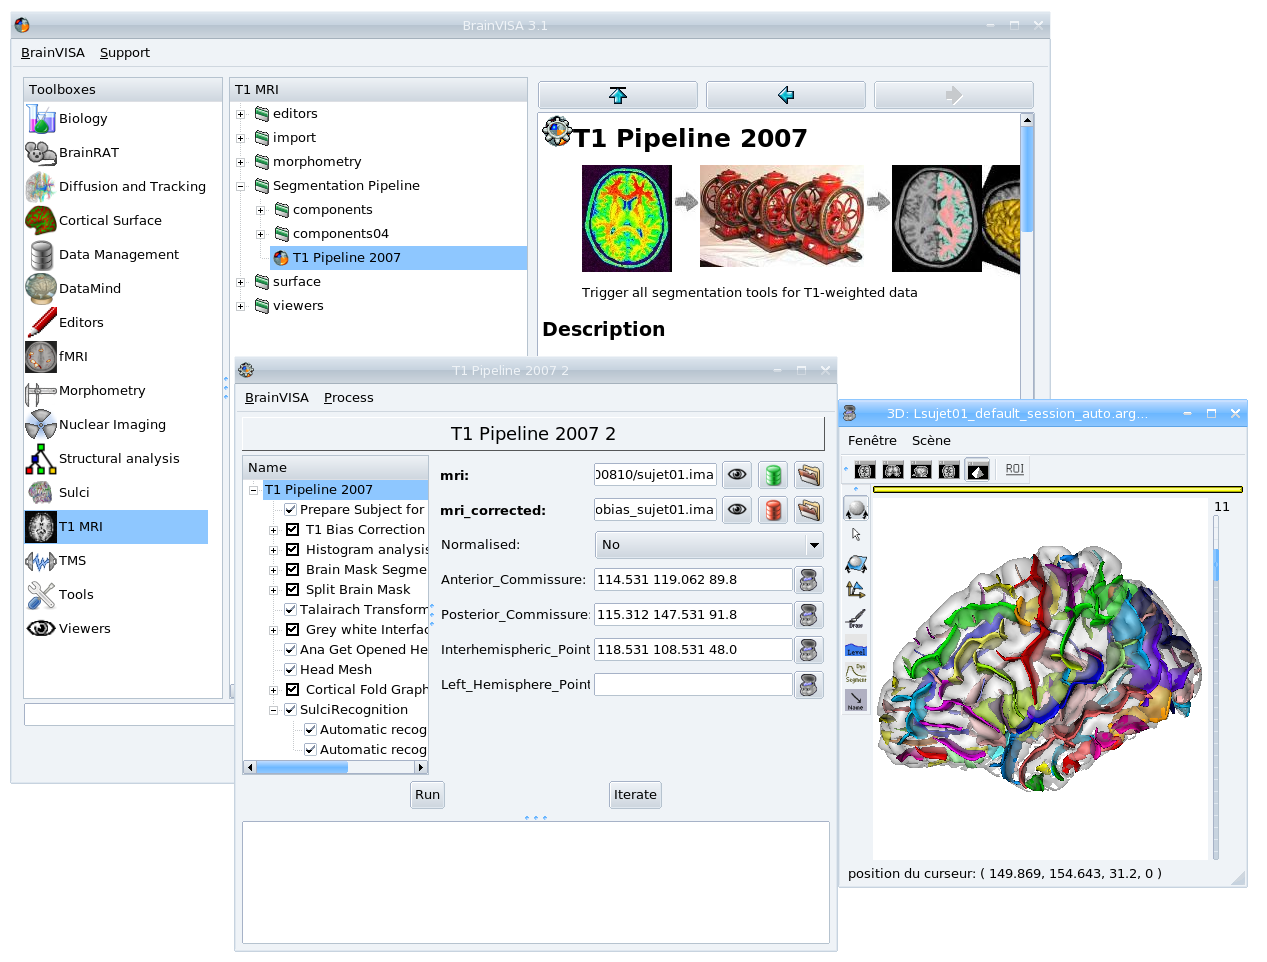 BrainVISA 3.1
BrainVISA Support
Toolboxes
Biology
BrainRAT
Diffusion and Tracking
Cortical Surface
Data Management
DataMind
Editors
fMRI
Morphometry
Nuclear Imaging
Structural analysis
Sulci
T1 MRI
TMS
Tools
Viewers
T1 MRI
editors
import
morphometry
Segmentation Pipeline
components
components04
T1 Pipeline 2007
surface
viewers
T1 Pipeline 2007
Trigger all segmentation tools for T1-weighted data
Description
T1 Pipeline 2007 2
BrainVISA Process
T1 Pipeline 2007 2
Name
T1 Pipeline 2007
Prepare Subject for
T1 Bias Correction
Histogram analysis
Brain Mask Segme
Split Brain Mask
Talairach Transform
Grey white Interfac
Ana Get Opened He
Head Mesh
Cortical Fold Graph
SulciRecognition
Automatic recog
Automatic recog
mri: 00810/sujet01.ima
mri_corrected: obias_sujet01.ima
Normalised: No
Anterior_Commissure: 114.531 119.062 89.8
Posterior_Commissure: 115.312 147.531 91.8
Interhemispheric_Point 118.531 108.531 48.0
Left_Hemisphere_Point
Run Iterate
3D: Lsujet01_default_session_auto.arg...
Fenêtre Scène
ROI
11
Draw
Level
Dyn
Segment
Name
position du curseur: ( 149.869, 154.643, 31.2, 0 )